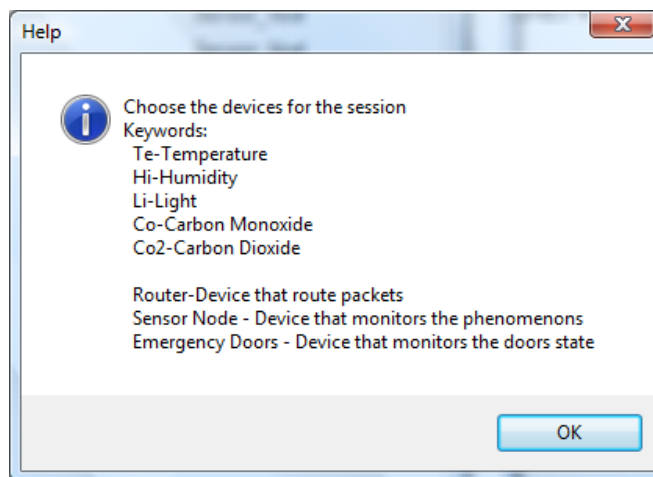 Help
Choose the devices for the session
Keywords:
Te-Temperature
Hi-Humidity
Li-Light
Co-Carbon Monoxide
Co2-Carbon Dioxide
Router-Device that route packets
Sensor Node - Device that monitors the phenomenons
Emergency Doors - Device that monitors the doors state
OK